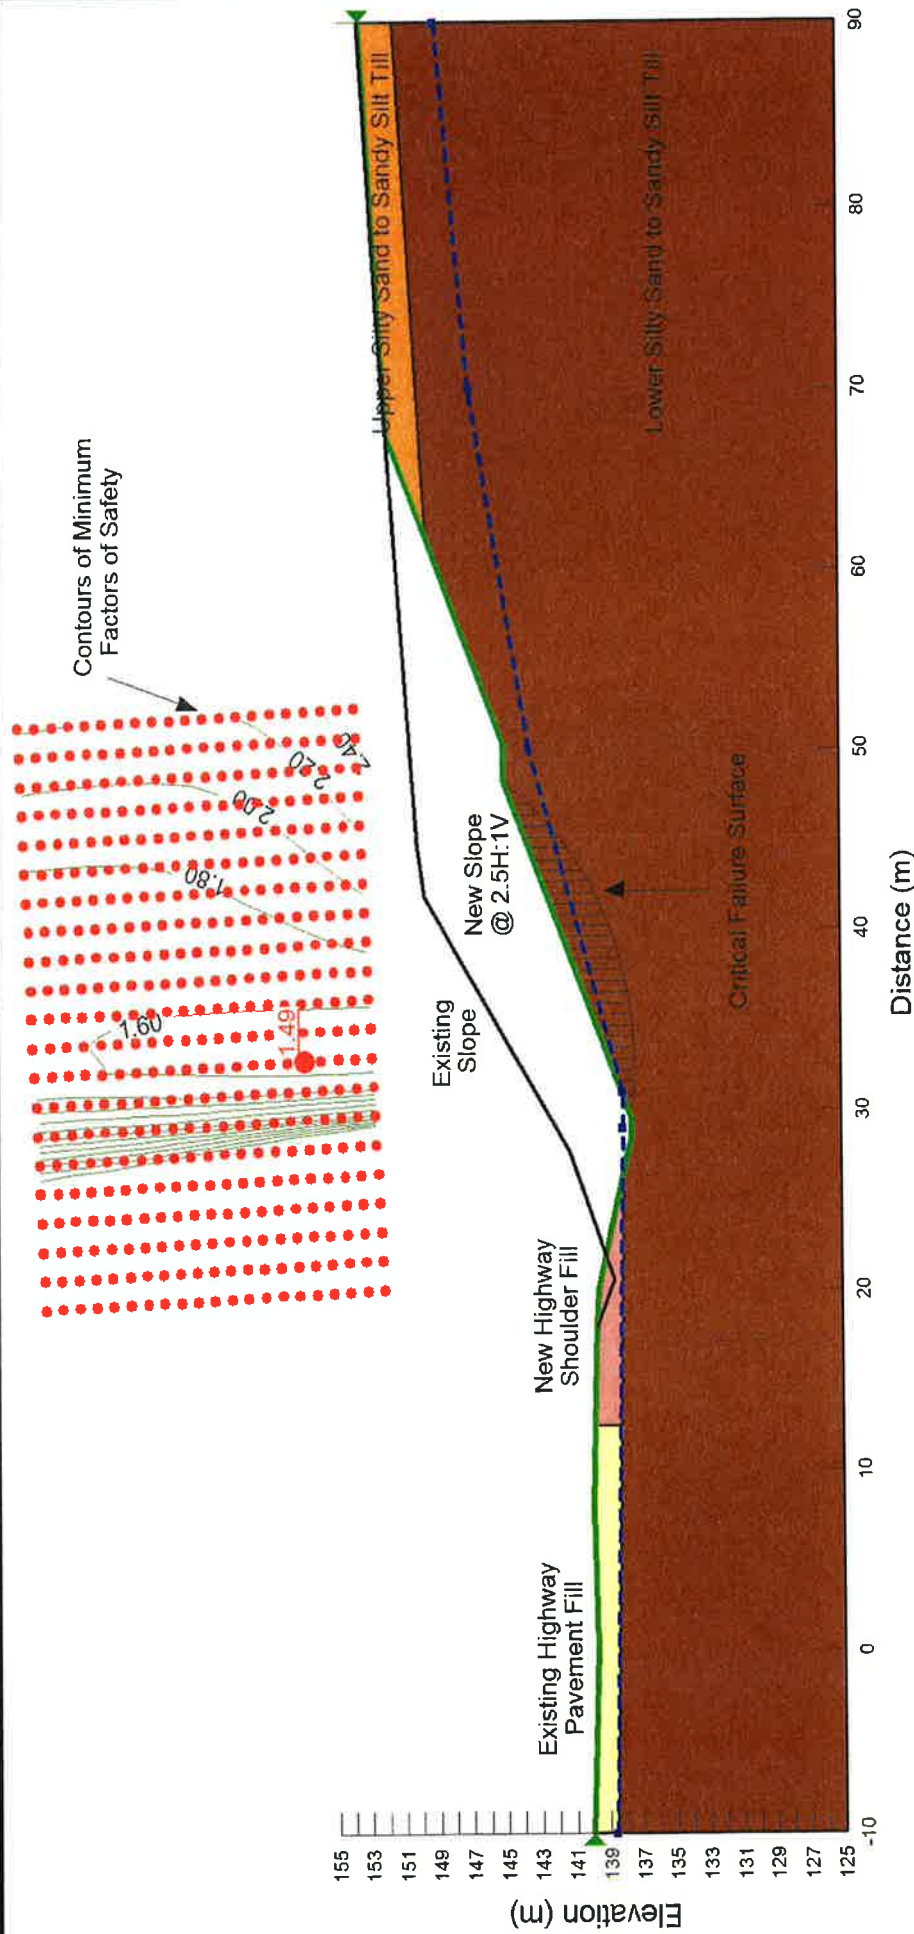 Contours of Minimum
Factors of Safety
1.60
1.49
1.80
2.00
2.20
2.40
Existing
Slope
New Slope
@ 2.5H:1V
Upper Silty Sand to Sandy Silt Till
Existing Highway
Pavement Fill
New Highway
Shoulder Fill
Critical Failure Surface
Lower Silty Sand to Sandy Silt Till
Elevation (m)
155
153
151
149
147
145
143
141
139
137
135
133
131
129
127
125
-10
0
10
20
30
40
50
60
70
80
90
Distance (m)